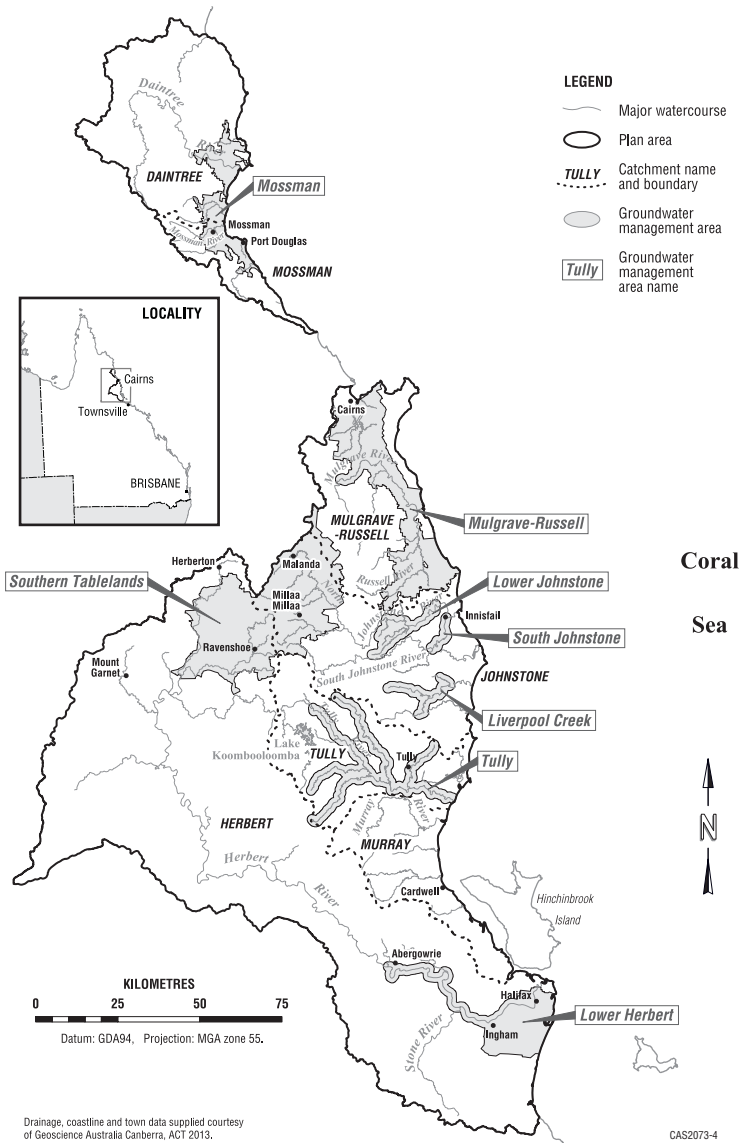 LEGEND
Major watercourse
Plan area
TULLY
Catchment name
and boundary
Groundwater
management area
Tully
Groundwater
management
area name
Daintree
River
DAINTREE
Mossman
Mossman
Mossman River
Port Douglas
MOSSMAN
LOCALITY
Cairns
Townsville
BRISBANE
Cairns
Mulgrave River
MULGRAVE
-RUSSELL
Mulgrave-Russell
Herberton
Malanda
Southern Tablelands
Russell River
Lower Johnstone
Coral
Sea
Millaa
Millaa
North
Johnstone River
Innisfail
South Johnstone
Ravenshoe
South Johnstone River
Mount
Garnet
JOHNSTONE
Liverpool Creek
Tully
Lake
Koombooloomba
TULLY
Tully
Tully
HERBERT
Murray
River
MURRAY
N
Herbert
River
Cardwell
Hinchinbrook
Island
Abergowrie
KILOMETRES
0 25 50 75
Datum: GDA94, Projection: MGA zone 55.
Halifax
Lower Herbert
Ingham
Stone River
Drainage, coastline and town data supplied courtesy
of Geoscience Australia Canberra, ACT 2013.
CAS2073-4